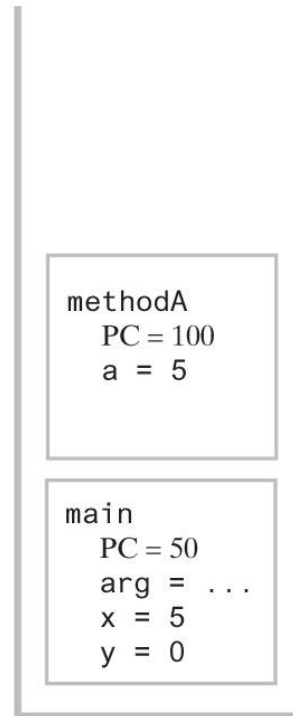 methodA
PC = 100
a = 5
main
PC = 50
arg = ...
x = 5
y = 0